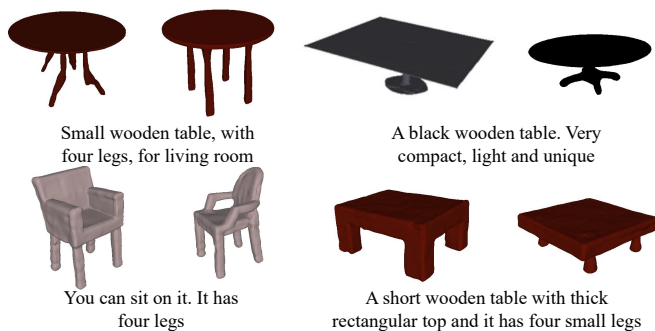 Small wooden table, with
four legs, for living room
A black wooden table. Very
compact, light and unique
You can sit on it. It has
four legs
A short wooden table with thick
rectangular top and it has four small legs